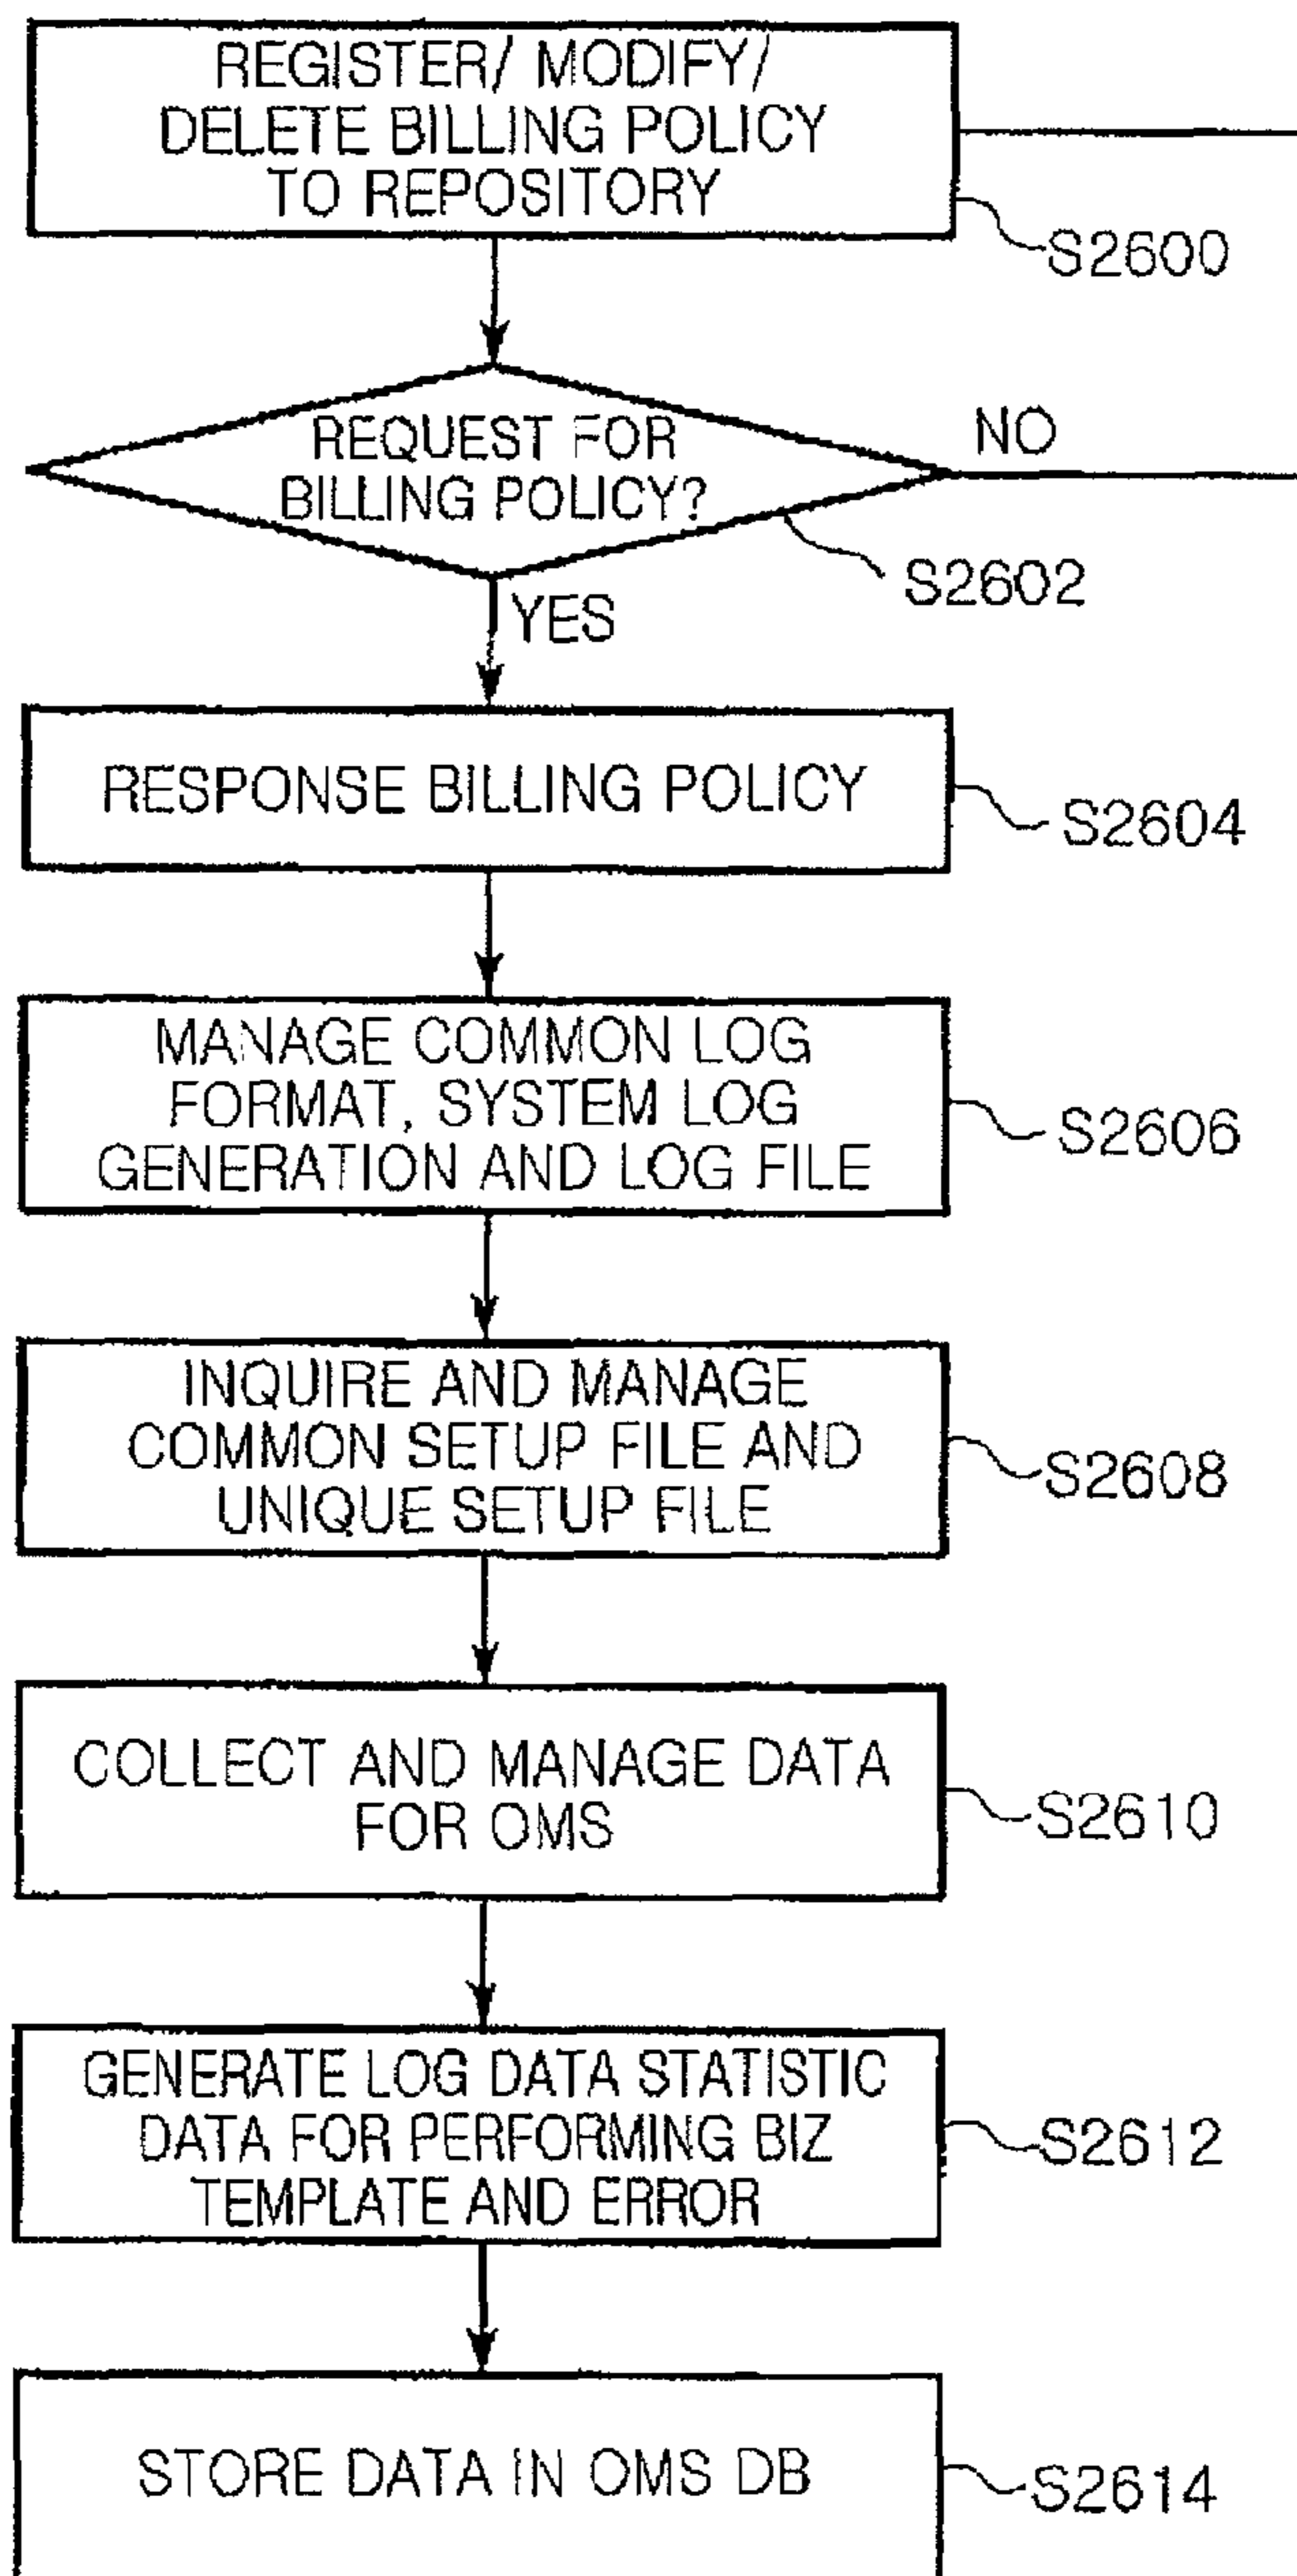 REGISTER/ MODIFY/
DELETE BILLING POLICY
TO REPOSITORY
S2600
REQUEST FOR
BILLING POLICY?
NO
S2602
YES
RESPONSE BILLING POLICY
S2604
MANAGE COMMON LOG
FORMAT, SYSTEM LOG
GENERATION AND LOG FILE
S2606
INQUIRE AND MANAGE
COMMON SETUP FILE AND
UNIQUE SETUP FILE
S2608
COLLECT AND MANAGE DATA
FOR OMS
S2610
GENERATE LOG DATA STATISTIC
DATA FOR PERFORMING BIZ
TEMPLATE AND ERROR
S2612
STORE DATA IN OMS DB
S2614